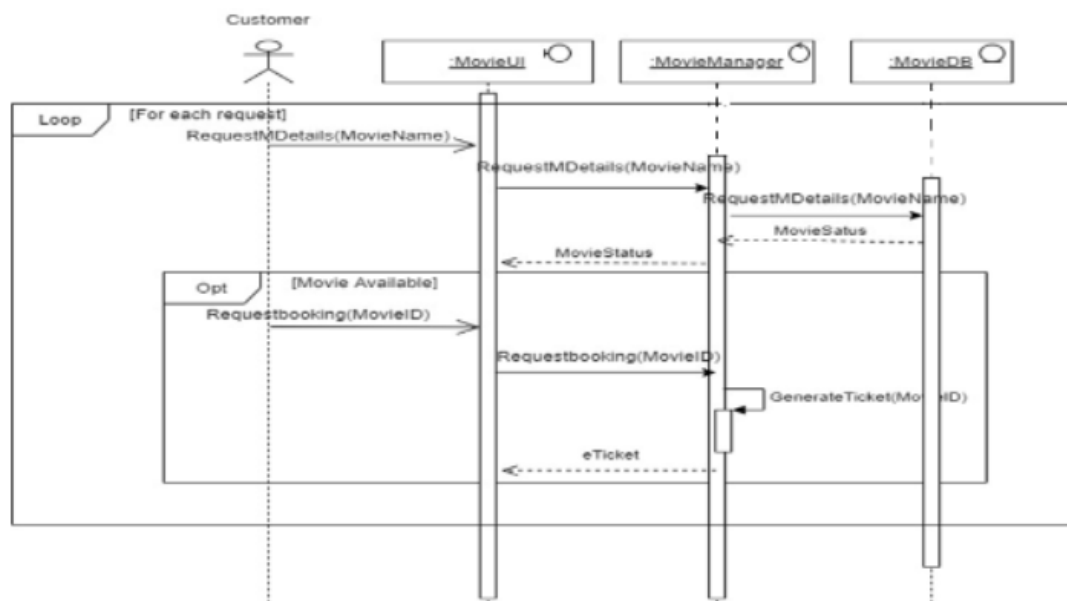 Customer
:MovieUI
:MovieManager
:MovieDB
Loop
[For each request]
RequestMDetails(MovieName)
RequestMDetails(MovieName)
RequestMDetails(MovieName)
MovieSatus
MovieStatus
Opt
[Movie Available]
Requestbooking(MovieID)
Requestbooking(MovieID)
GenerateTicket(MovieID)
eTicket